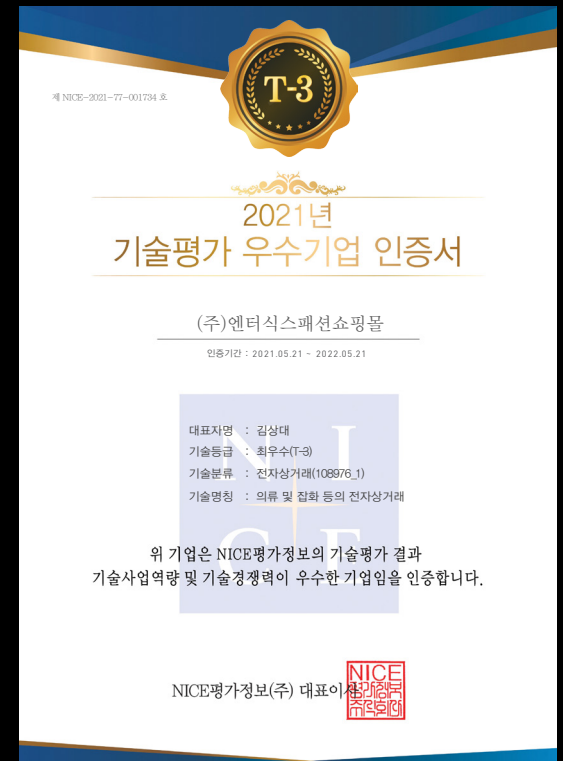 T-3
제 NICE-2021-77-001734 호
2021년
기술평가 우수기업 인증서
(주)엔터식스패션쇼핑몰
인증기간 : 2021.05.21 ~ 2022.05.21
대표자명 : 김상대
기술등급 : 최우수(T-3)
기술분류 : 전자상거래(108976_1)
기술명칭 : 의류 및 잡화 등의 전자상거래
NI
CE
위 기업은 NICE평가정보의 기술평가 결과
기술사업역량 및 기술경쟁력이 우수한 기업임을 인증합니다.
NICE평가정보(주) 대표이사
NICE